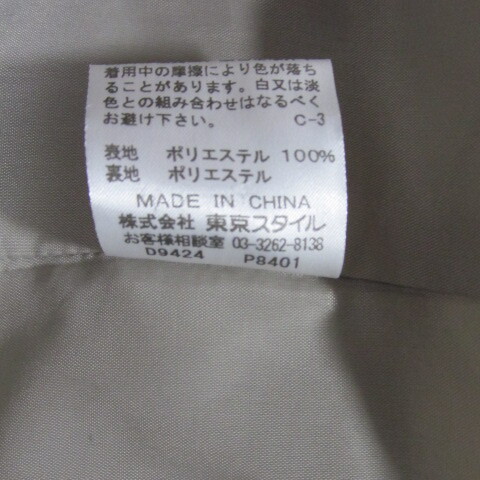 着用中の摩擦により色が落ち
ることがあります。白又は淡
色との組み合わせはなるべく
お避け下さい。 C-3
表地 ポリエステル 100%
裏地 ポリエステル
MADE IN CHINA
株式会社 東京スタイル
お客様相談室 03-3262-8138
D9424 P8401